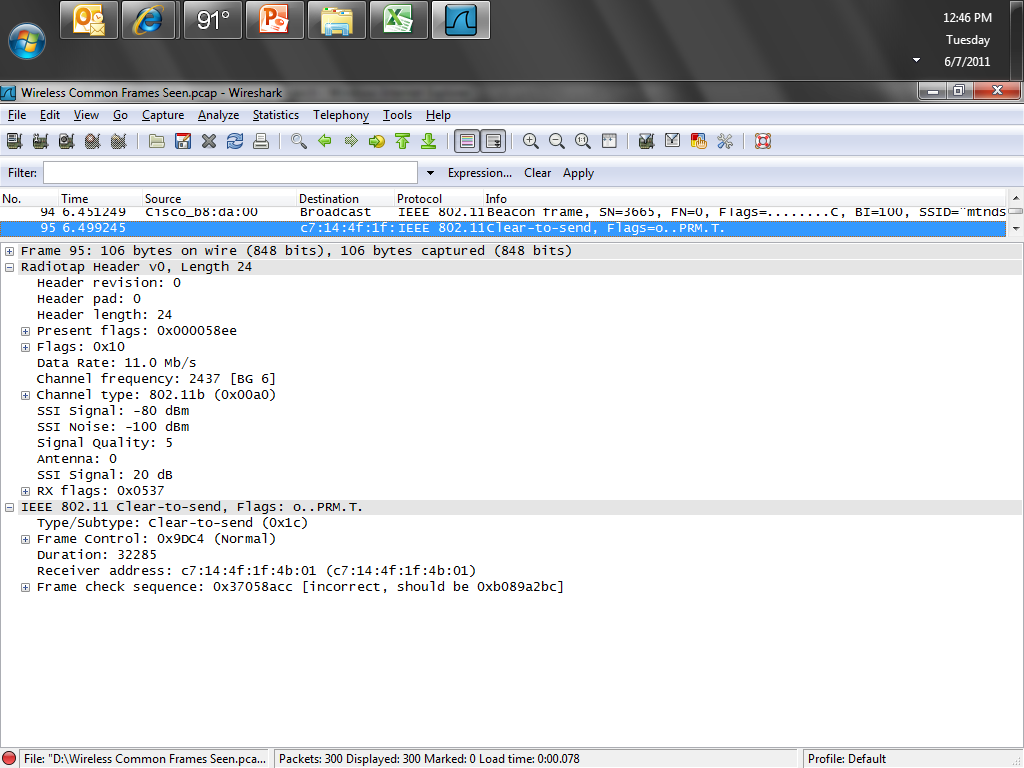 91°
12:46 PM
Tuesday
6/7/2011
Wireless Common Frames Seen.pcap - Wireshark
File Edit View Go Capture Analyze Statistics Telephony Tools Help
Filter: Expression... Clear Apply
No. Time Source Destination Protocol Info
94 6.451249 Cisco_b8:da:00 Broadcast IEEE 802.11 Beacon frame, SN=3665, FN=0, Flags=........C, BI=100, SSID="mtnds
95 6.499245 c7:14:4f:1f: IEEE 802.11 Clear-to-send, Flags=o..PRM.T.
Frame 95: 106 bytes on wire (848 bits), 106 bytes captured (848 bits)
Radiotap Header v0, Length 24
Header revision: 0
Header pad: 0
Header length: 24
Present flags: 0x000058ee
Flags: 0x10
Data Rate: 11.0 Mb/s
Channel frequency: 2437 [BG 6]
Channel type: 802.11b (0x00a0)
SSI Signal: -80 dBm
SSI Noise: -100 dBm
Signal Quality: 5
Antenna: 0
SSI Signal: 20 dB
RX flags: 0x0537
IEEE 802.11 Clear-to-send, Flags: o..PRM.T.
Type/Subtype: Clear-to-send (0x1c)
Frame Control: 0x9DC4 (Normal)
Duration: 32285
Receiver address: c7:14:4f:1f:4b:01 (c7:14:4f:1f:4b:01)
Frame check sequence: 0x37058acc [incorrect, should be 0xb089a2bc]
File: "D:\Wireless Common Frames Seen.pca... Packets: 300 Displayed: 300 Marked: 0 Load time: 0:00.078 Profile: Default